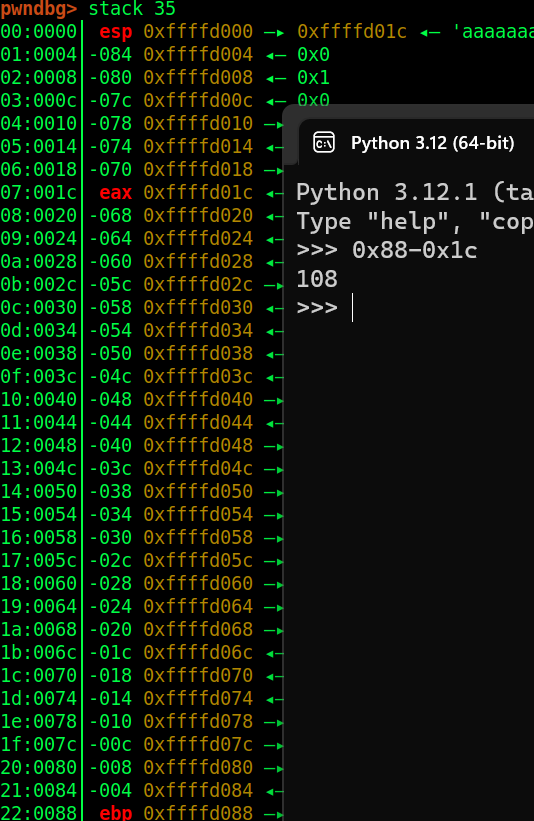 pwndbg> stack 35
00:0000│ esp 0xffffd000 —▸ 0xffffd01c ◂— 'aaaaaaa
01:0004│-084 0xffffd004 ◂— 0x0
02:0008│-080 0xffffd008 ◂— 0x1
03:000c│-07c 0xffffd00c ◂— 0x0
04:0010│-078 0xffffd010 —▸
05:0014│-074 0xffffd014 ◂—
06:0018│-070 0xffffd018 —▸
07:001c│ eax 0xffffd01c ◂—
08:0020│-068 0xffffd020 ◂—
09:0024│-064 0xffffd024 ◂—
0a:0028│-060 0xffffd028 ◂—
0b:002c│-05c 0xffffd02c ◂—
0c:0030│-058 0xffffd030 ◂—
0d:0034│-054 0xffffd034 ◂—
0e:0038│-050 0xffffd038 ◂—
0f:003c│-04c 0xffffd03c ◂—
10:0040│-048 0xffffd040 —▸
11:0044│-044 0xffffd044 ◂—
12:0048│-040 0xffffd048 —▸
13:004c│-03c 0xffffd04c —▸
14:0050│-038 0xffffd050 —▸
15:0054│-034 0xffffd054 —▸
16:0058│-030 0xffffd058 —▸
17:005c│-02c 0xffffd05c —▸
18:0060│-028 0xffffd060 —▸
19:0064│-024 0xffffd064 —▸
1a:0068│-020 0xffffd068 —▸
1b:006c│-01c 0xffffd06c ◂—
1c:0070│-018 0xffffd070 ◂—
1d:0074│-014 0xffffd074 ◂—
1e:0078│-010 0xffffd078 —▸
1f:007c│-00c 0xffffd07c ◂—
20:0080│-008 0xffffd080 —▸
21:0084│-004 0xffffd084 ◂—
22:0088│ ebp 0xffffd088 —▸
Python 3.12 (64-bit)
Python 3.12.1 (ta
Type "help", "cop
>>> 0x88-0x1c
108
>>>